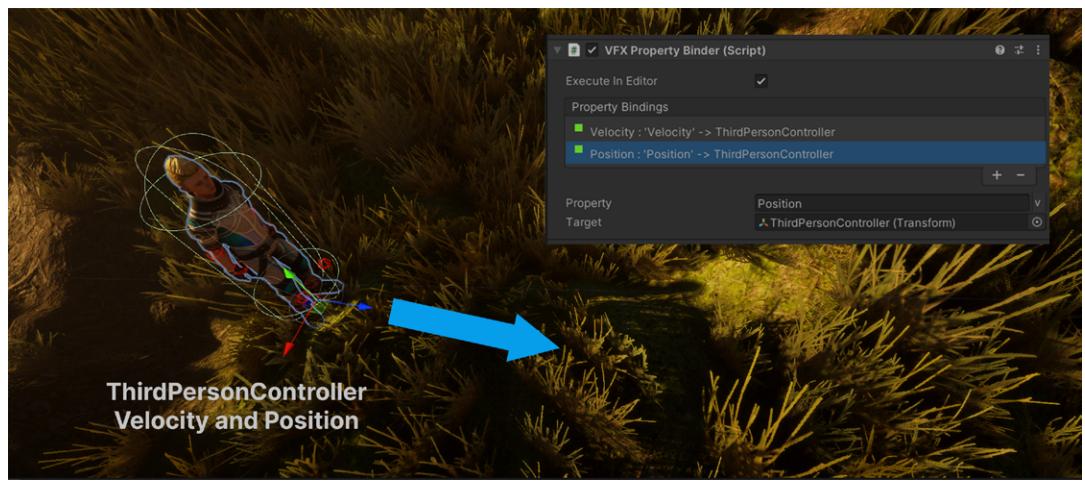 VFX Property Binder (Script)
Execute In Editor
Property Bindings
Velocity : 'Velocity' -> ThirdPersonController
Position : 'Position' -> ThirdPersonController
+ −
Property Position v
Target ThirdPersonController (Transform)
ThirdPersonController
Velocity and Position